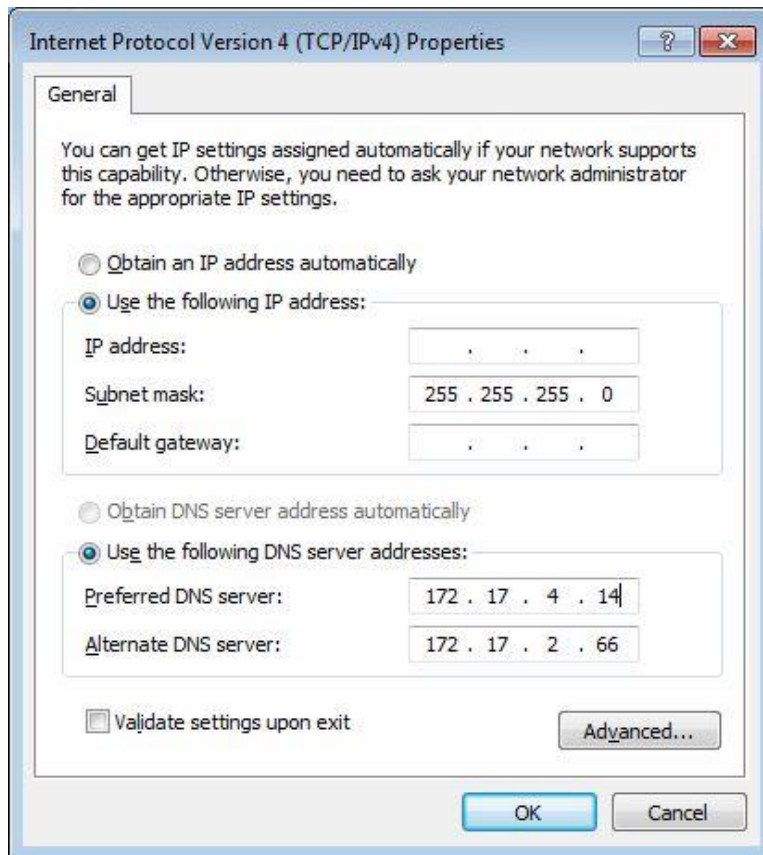 Internet Protocol Version 4 (TCP/IPv4) Properties
General
You can get IP settings assigned automatically if your network supports
this capability. Otherwise, you need to ask your network administrator
for the appropriate IP settings.
Obtain an IP address automatically
Use the following IP address:
IP address: . . .
Subnet mask: 255 . 255 . 255 . 0
Default gateway: . . .
Obtain DNS server address automatically
Use the following DNS server addresses:
Preferred DNS server: 172 . 17 . 4 . 14
Alternate DNS server: 172 . 17 . 2 . 66
Validate settings upon exit
Advanced...
OK Cancel